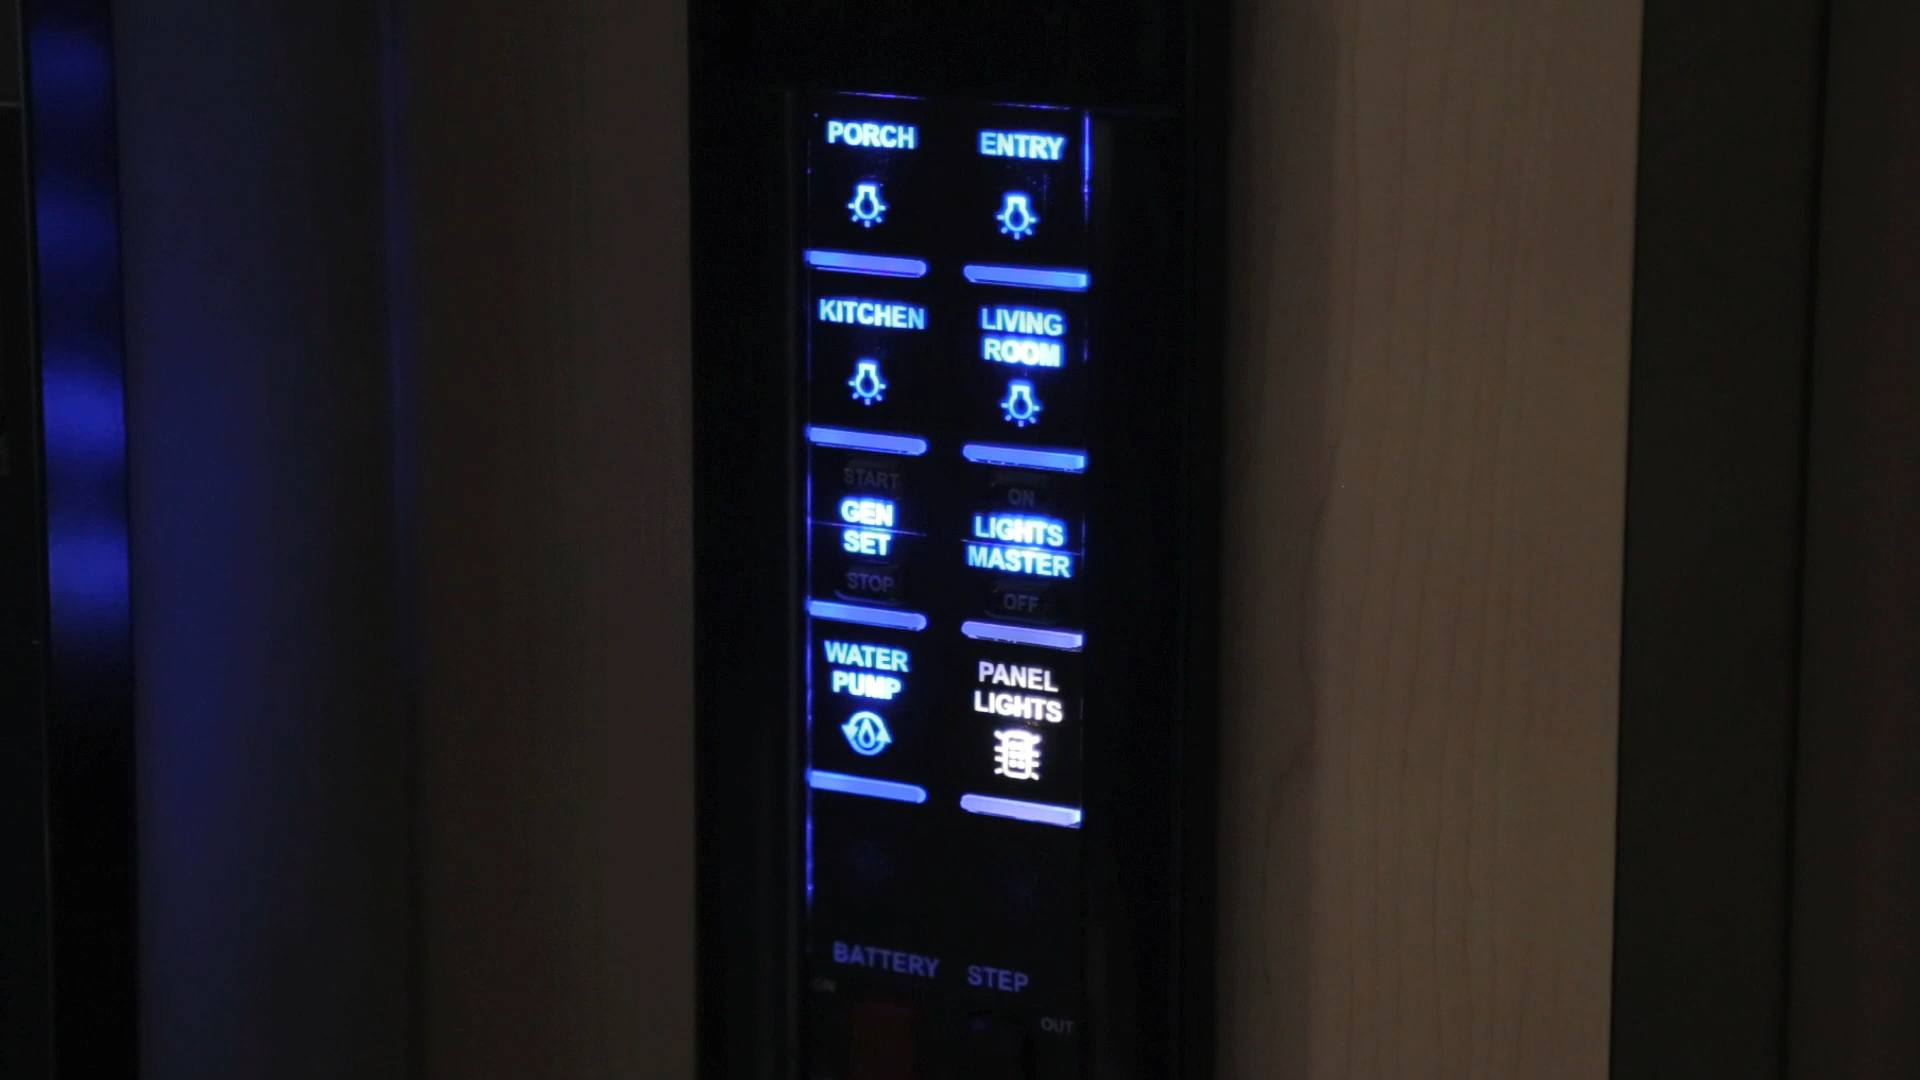 PORCH
ENTRY
KITCHEN
LIVING
ROOM
START
GEN
SET
STOP
ON
LIGHTS
MASTER
OFF
WATER
PUMP
PANEL
LIGHTS
BATTERY
STEP
ON
OUT